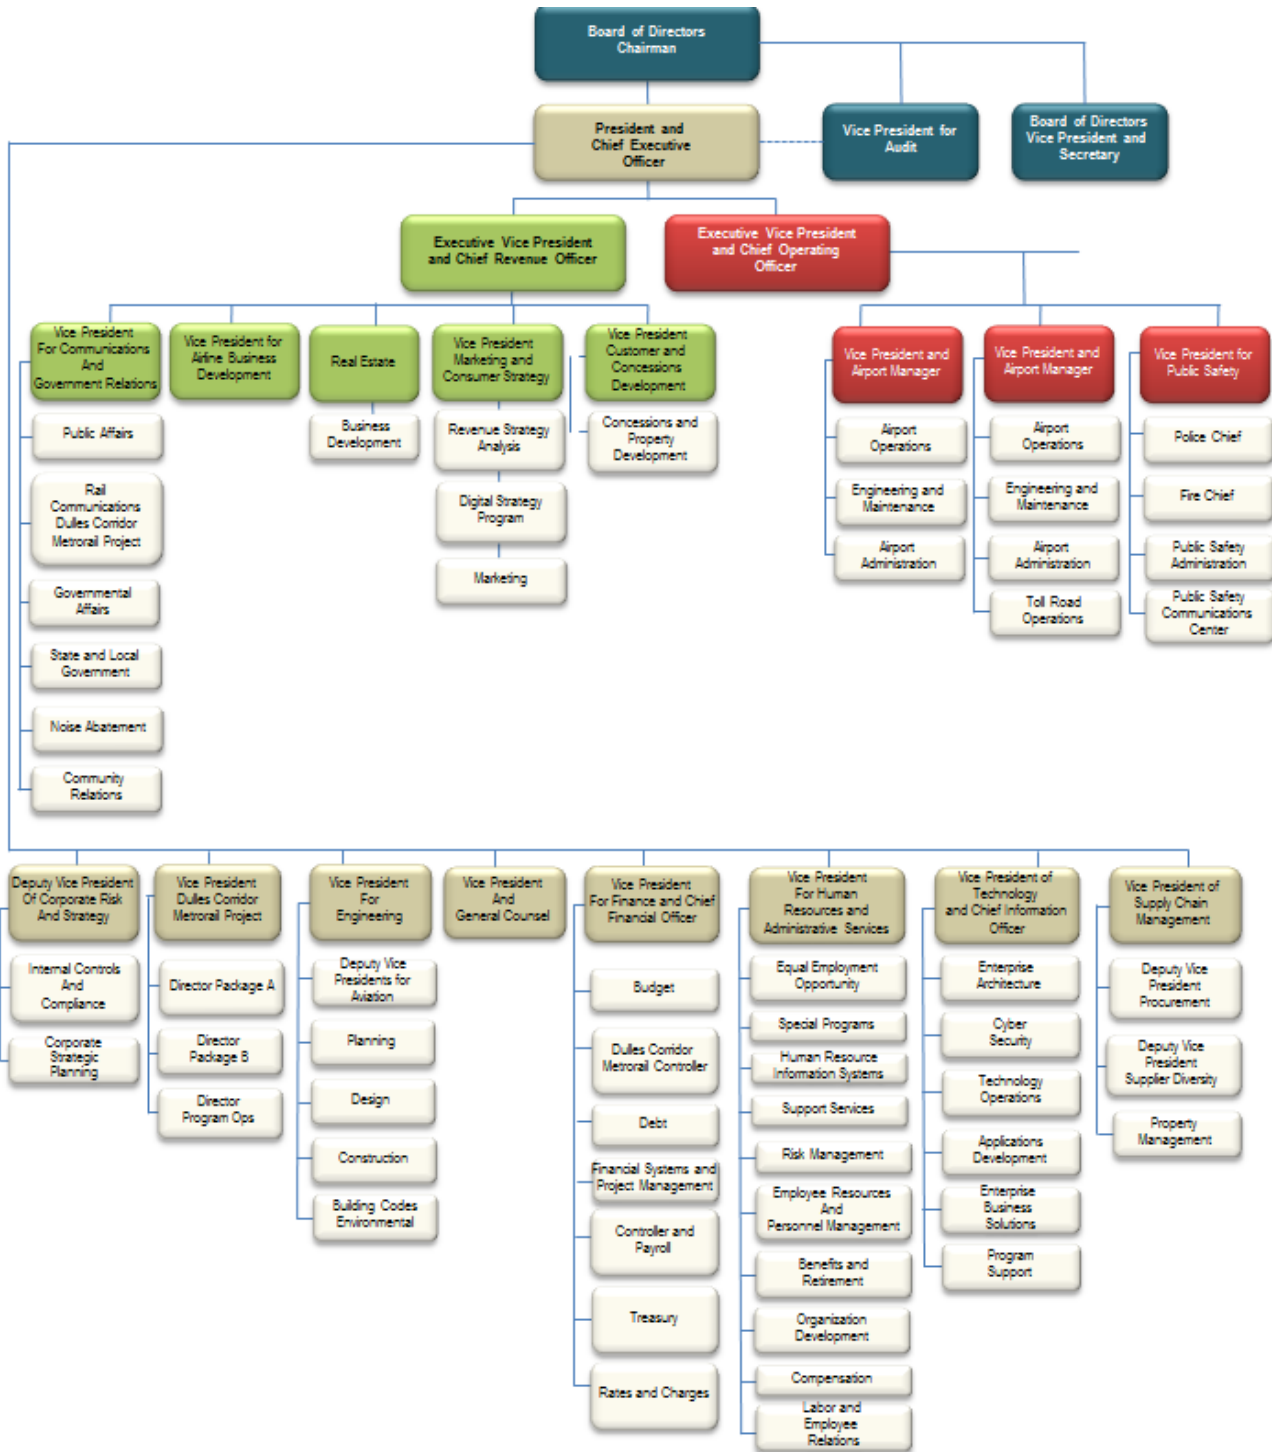 Board of Directors
Chairman
President and
Chief Executive
Officer
Vice President for
Audit
Board of Directors
Vice President and
Secretary
Executive Vice President
and Chief Revenue Officer
Executive Vice President
and Chief Operating
Officer
Vice President
For Communications
And
Government Relations
Vice President for
Airline Business
Development
Real Estate
Vice President
Marketing and
Consumer Strategy
Vice President
Customer and
Concessions
Development
Vice President and
Airport Manager
Vice President and
Airport Manager
Vice President for
Public Safety
Public Affairs
Rail
Communications
Dulles Corridor
Metrorail Project
Governmental
Affairs
State and Local
Government
Noise Abatement
Community
Relations
Business
Development
Revenue Strategy
Analysis
Digital Strategy
Program
Marketing
Concessions and
Property
Development
Airport
Operations
Engineering and
Maintenance
Airport
Administration
Airport
Operations
Engineering and
Maintenance
Airport
Administration
Toll Road
Operations
Police Chief
Fire Chief
Public Safety
Administration
Public Safety
Communications
Center
Deputy Vice President
Of Corporate Risk
And Strategy
Internal Controls
And
Compliance
Corporate
Strategic
Planning
Vice President
Dulles Corridor
Metrorail Project
Director Package A
Director
Package B
Director
Program Ops
Vice President
For
Engineering
Deputy Vice
Presidents for
Aviation
Planning
Design
Construction
Building Codes
Environmental
Vice President
And
General Counsel
Vice President
For Finance and Chief
Financial Officer
Budget
Dulles Corridor
Metrorail Controller
Debt
Financial Systems and
Project Management
Controller and
Payroll
Treasury
Rates and Charges
Vice President
For Human
Resources and
Administrative Services
Equal Employment
Opportunity
Special Programs
Human Resource
Information Systems
Support Services
Risk Management
Employee Resources
And
Personnel Management
Benefits and
Retirement
Organization
Development
Compensation
Labor and
Employee
Relations
Vice President of
Technology
and Chief Information
Officer
Enterprise
Architecture
Cyber
Security
Technology
Operations
Applications
Development
Enterprise
Business
Solutions
Program
Support
Vice President of
Supply Chain
Management
Deputy Vice
President
Procurement
Deputy Vice
President
Supplier Diversity
Property
Management